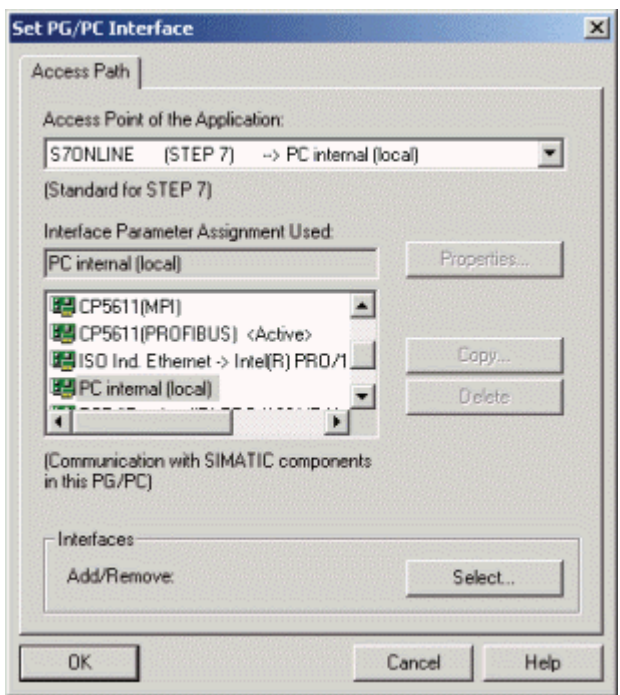 Set PG/PC Interface
Access Path
Access Point of the Application:
S7ONLINE (STEP 7) --> PC internal (local)
(Standard for STEP 7)
Interface Parameter Assignment Used:
PC internal (local)
Properties...
CP5611(MPI)
CP5611(PROFIBUS) <Active>
ISO Ind. Ethernet -> Intel(R) PRO/1
PC internal (local)
Copy...
Delete
(Communication with SIMATIC components
in this PG/PC)
Interfaces
Add/Remove:
Select...
OK
Cancel
Help